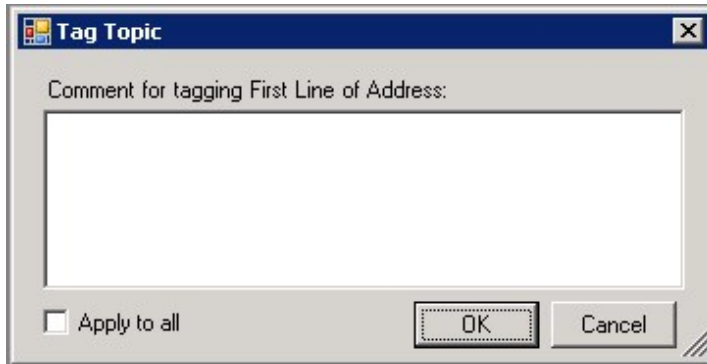 Tag Topic
Comment for tagging First Line of Address:
Apply to all
OK
Cancel